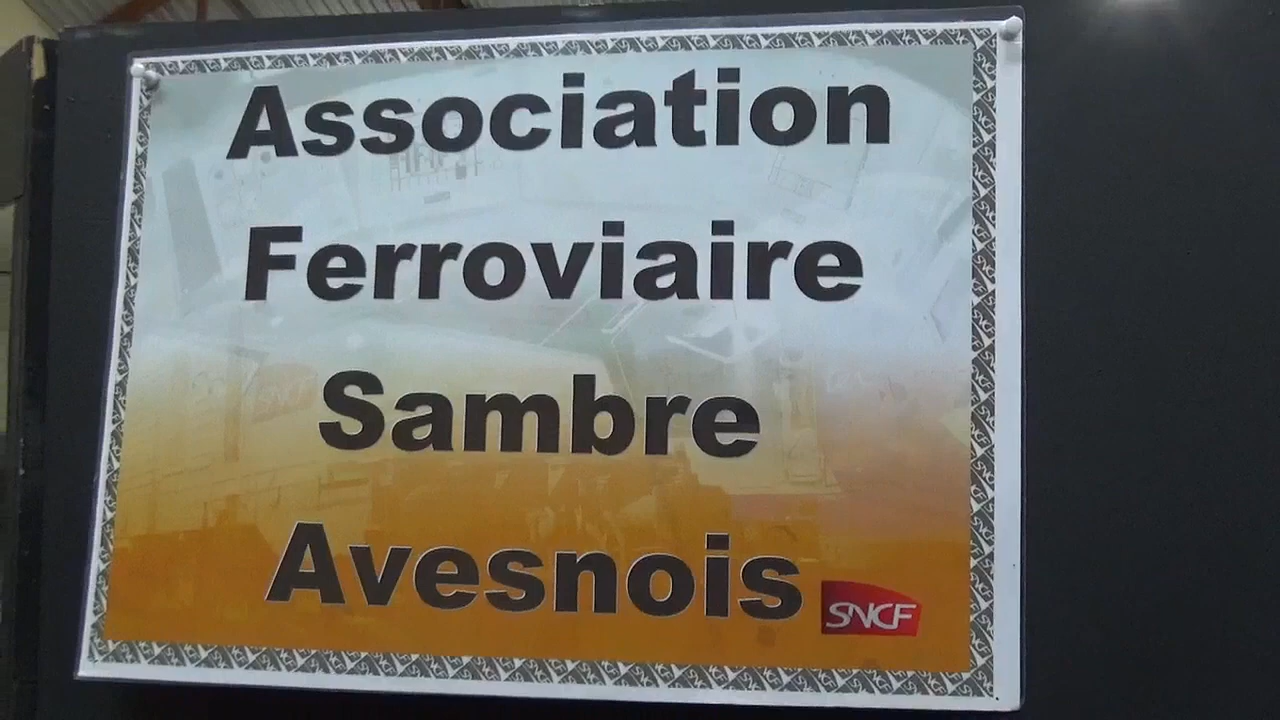 Association
Ferroviaire
Sambre
Avesnois
SNCF